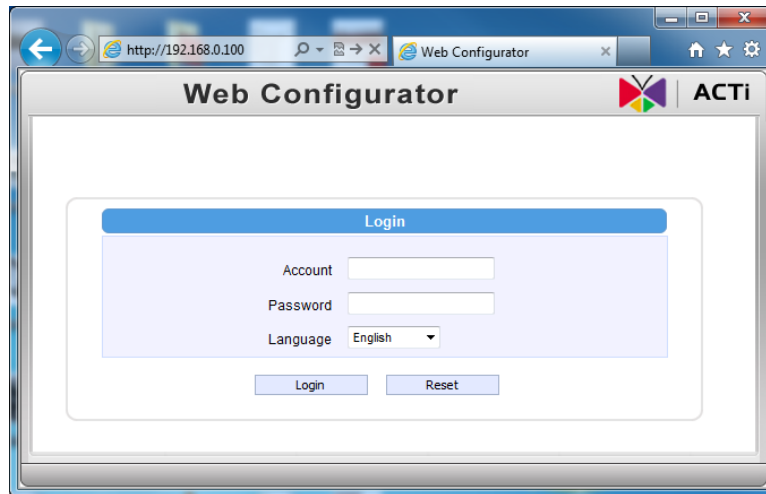 http://192.168.0.100
Web Configurator
Web Configurator
ACTi
Login
Account
Password
Language English
Login Reset